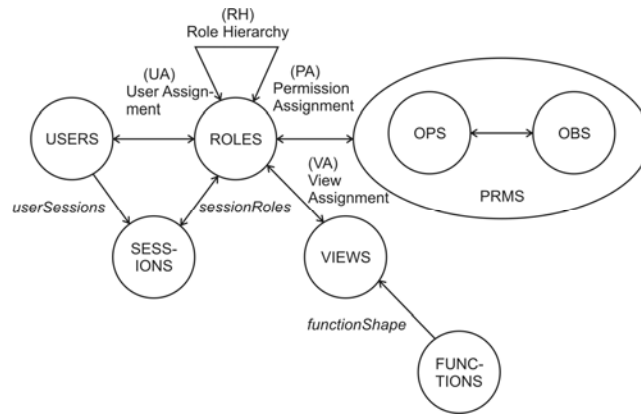 (RH)
Role Hierarchy
(UA)
User Assign-
ment
(PA)
Permission
Assignment
USERS
ROLES
OPS
OBS
PRMS
(VA)
View
Assignment
userSessions
sessionRoles
SESS-
IONS
VIEWS
functionShape
FUNC-
TIONS